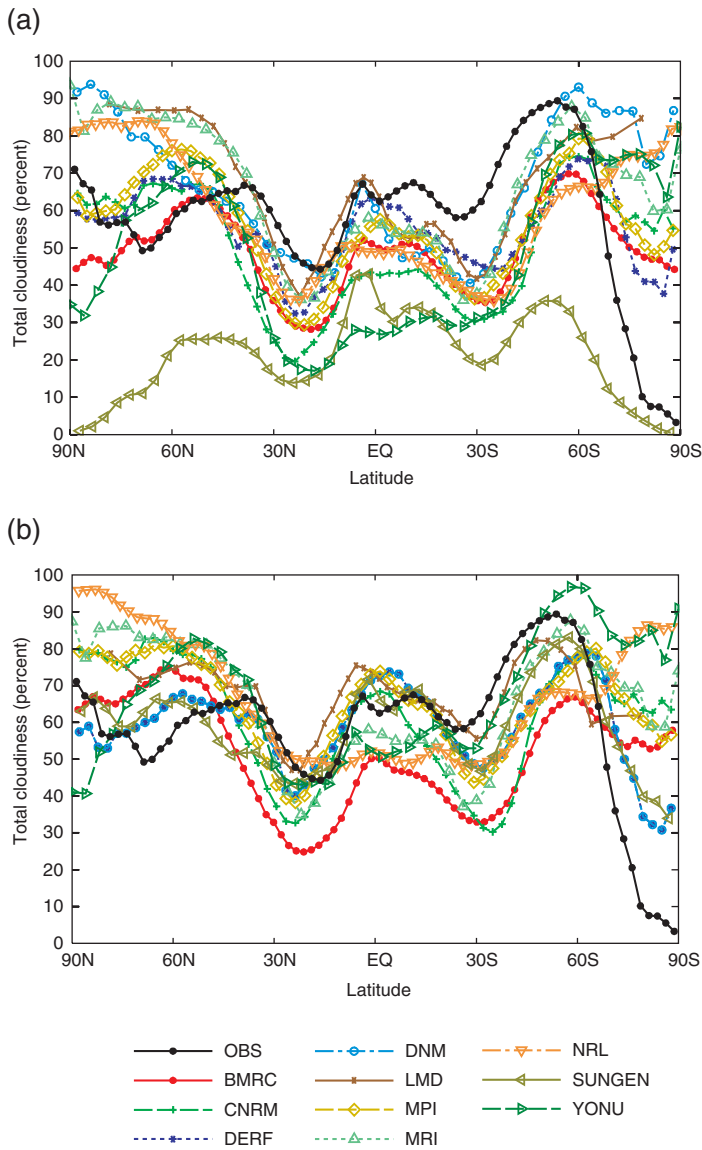 (a)
100
90
80
70
60
50
40
30
20
10
0
Total cloudiness (percent)
90N 60N 30N EQ 30S 60S 90S
Latitude
(b)
100
90
80
70
60
50
40
30
20
10
0
Total cloudiness (percent)
90N 60N 30N EQ 30S 60S 90S
Latitude
OBS DNM NRL
BMRC LMD SUNGEN
CNRM MPI YONU
DERF MRI